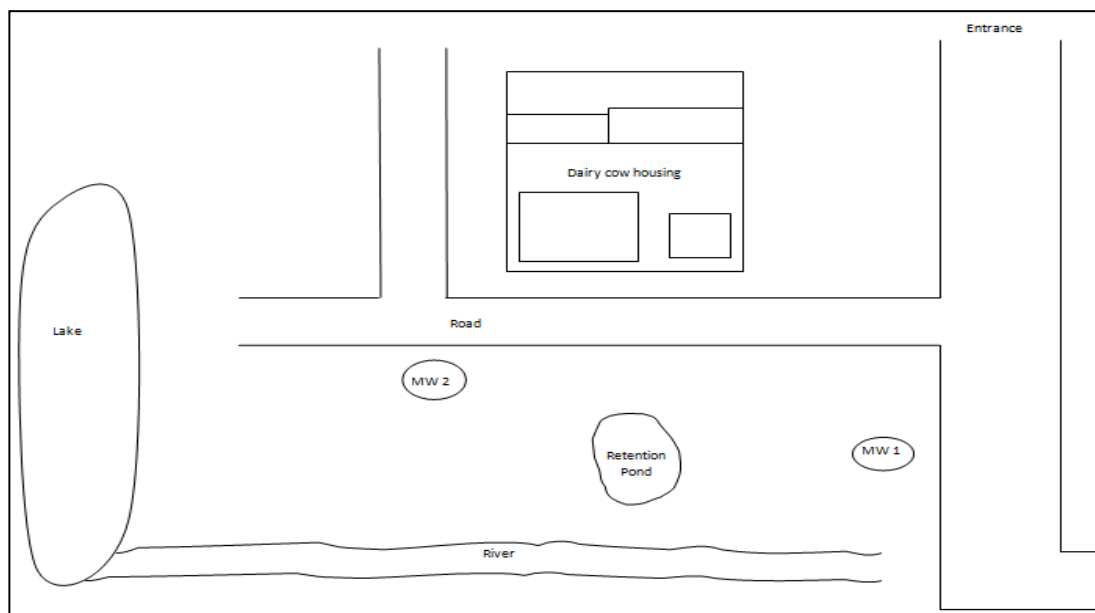 Entrance
Dairy cow housing
Lake
Road
MW 2
MW 1
Retention
Pond
River